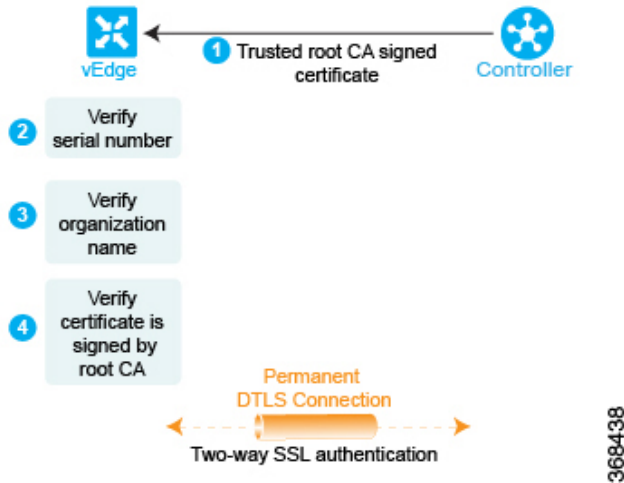 vEdge
1 Trusted root CA signed
certificate
Controller
2 Verify
serial number
3 Verify
organization
name
4 Verify
certificate is
signed by
root CA
Permanent
DTLS Connection
Two-way SSL authentication
368438